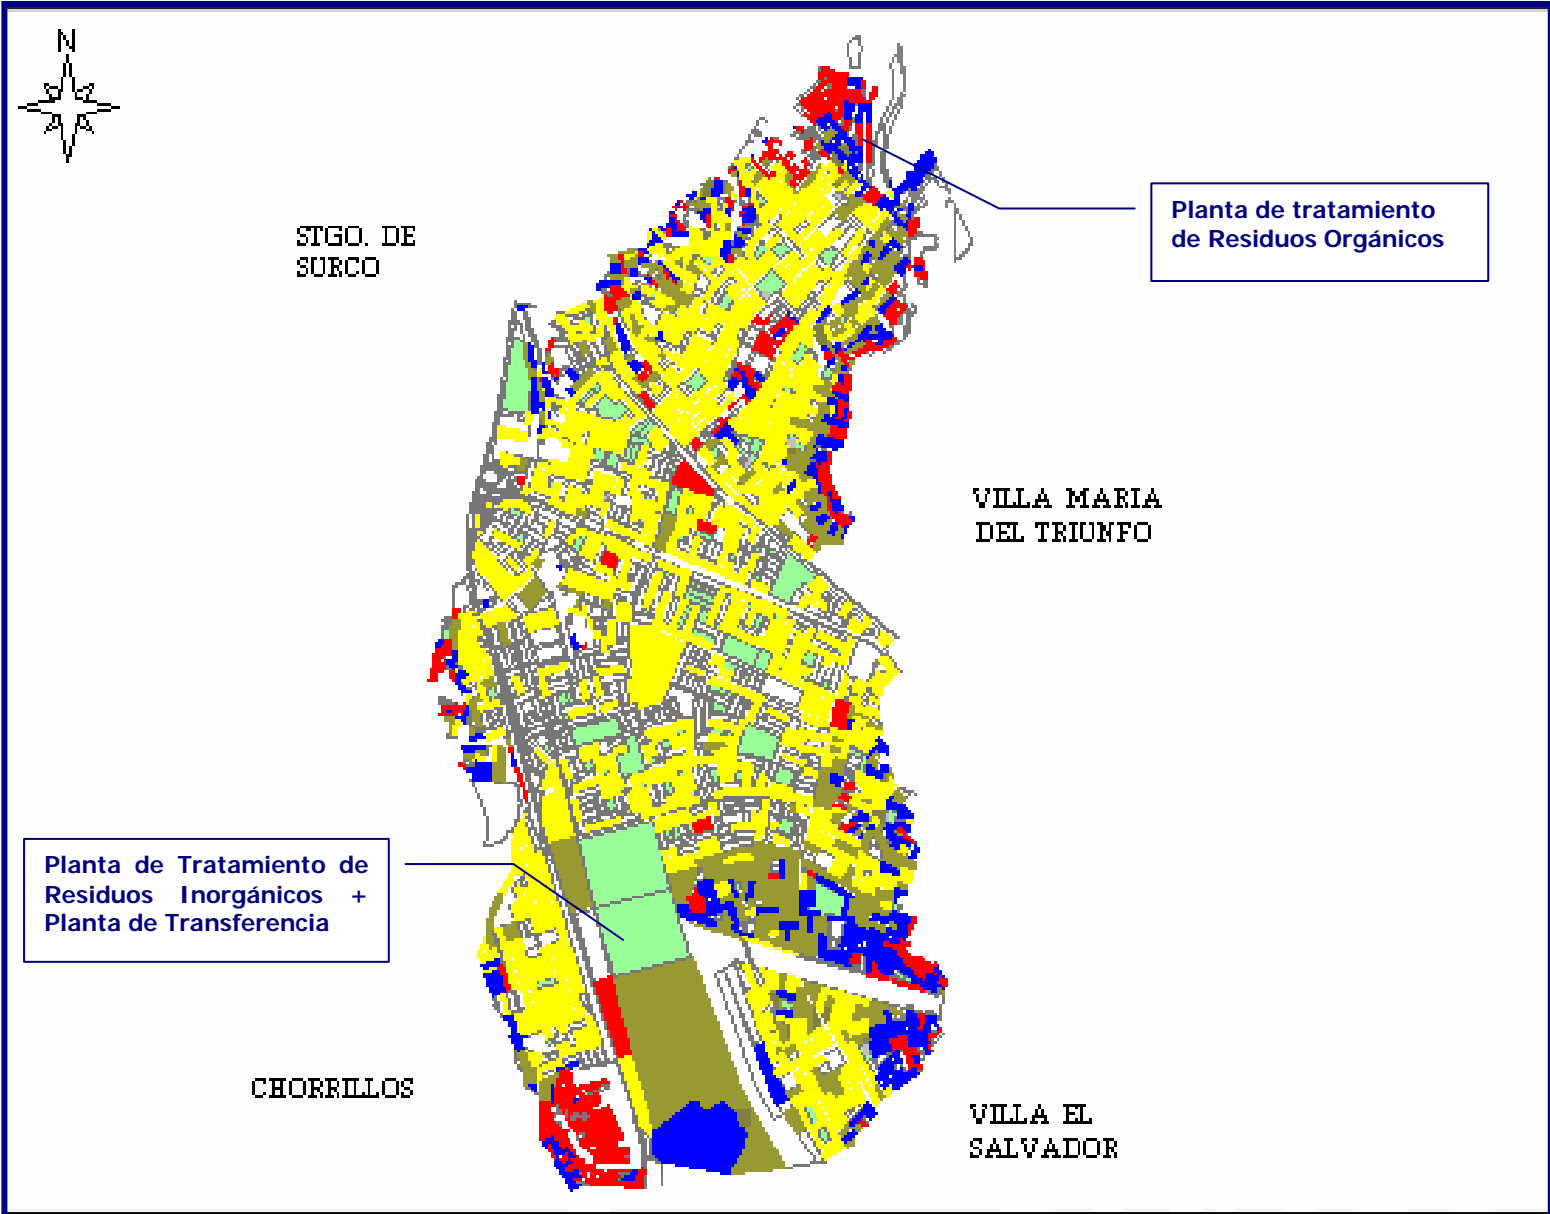 N
STGO. DE
SURCO
Planta de tratamiento
de Residuos Orgánicos
VILLA MARIA
DEL TRIUNFO
Planta de Tratamiento de
Residuos Inorgánicos +
Planta de Transferencia
CHORRILLOS
VILLA EL
SALVADOR